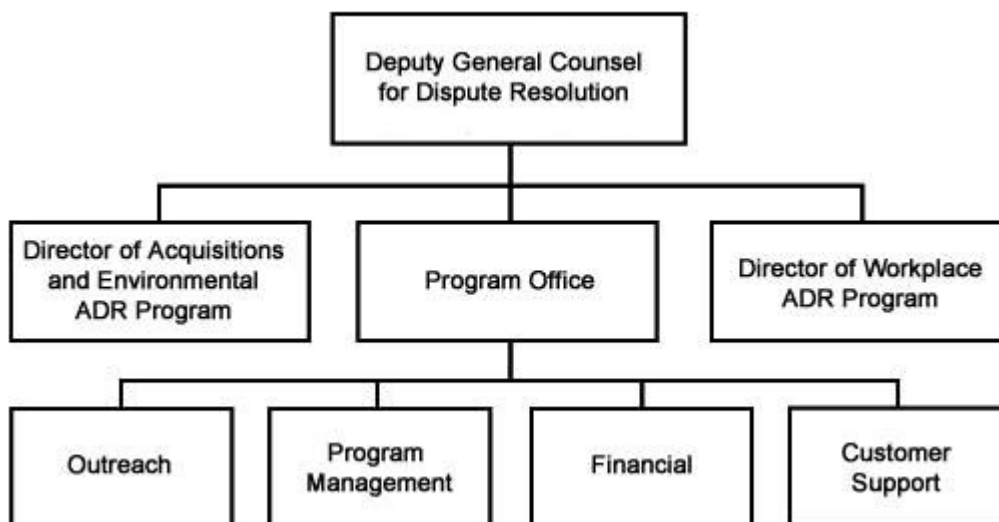 Deputy General Counsel
for Dispute Resolution
Director of Acquisitions
and Environmental
ADR Program
Program Office
Director of Workplace
ADR Program
Outreach
Program
Management
Financial
Customer
Support